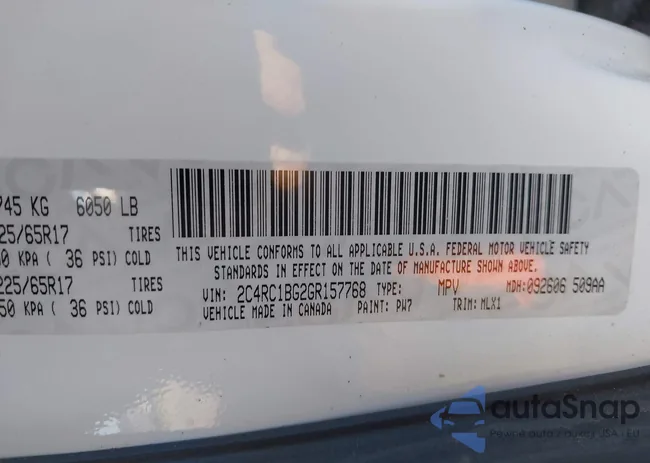 745 KG 6050 LB
25/65R17 TIRES
50 KPA ( 36 PSI) COLD
225/65R17 TIRES
50 KPA ( 36 PSI) COLD
THIS VEHICLE CONFORMS TO ALL APPLICABLE U.S.A. FEDERAL MOTOR VEHICLE SAFETY
STANDARDS IN EFFECT ON THE DATE OF MANUFACTURE SHOWN ABOVE.
VIN: 2C4RC1BG2GR157768 TYPE: MPV MDH:092606 509AA
VEHICLE MADE IN CANADA PAINT: PW7 TRIM: MLX1
autoSnap